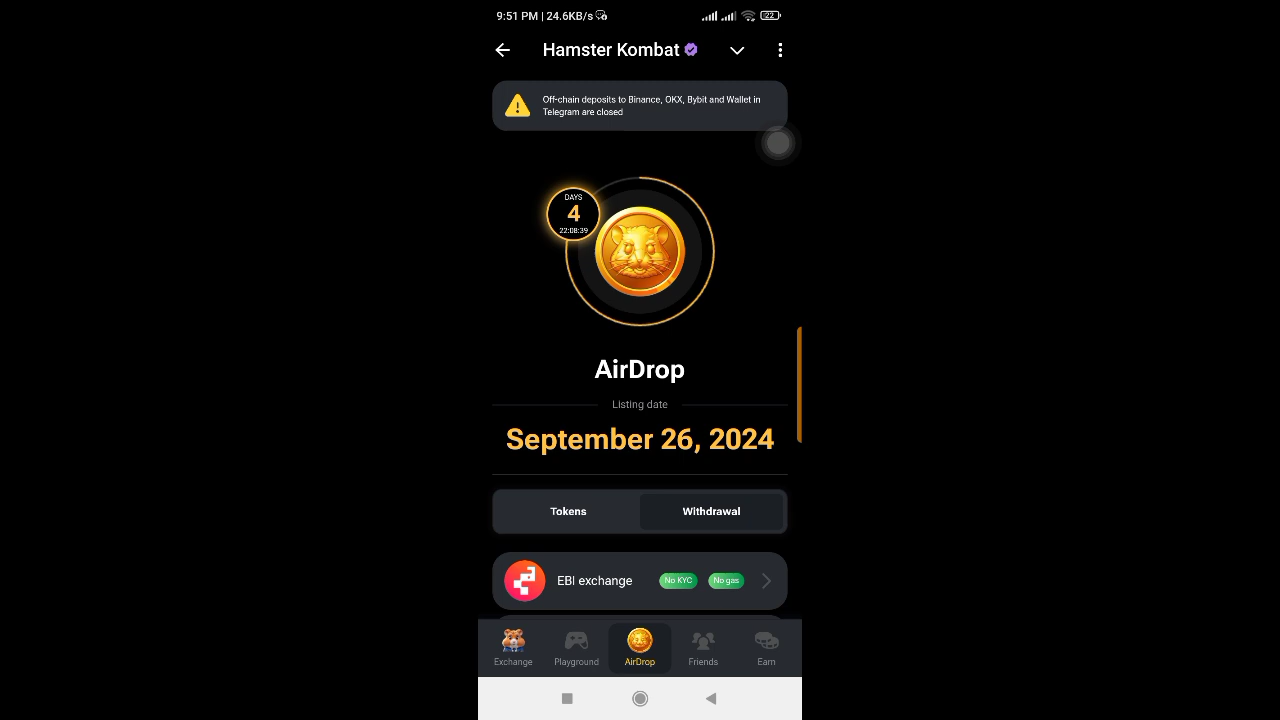 9:51 PM | 24.6KB/s
22
Hamster Kombat
Off-chain deposits to Binance, OKX, Bybit and Wallet in
Telegram are closed
DAYS
4
22:08:39
AirDrop
Listing date
September 26, 2024
Tokens Withdrawal
EBI exchange No KYC No gas
Exchange Playground AirDrop Friends Earn